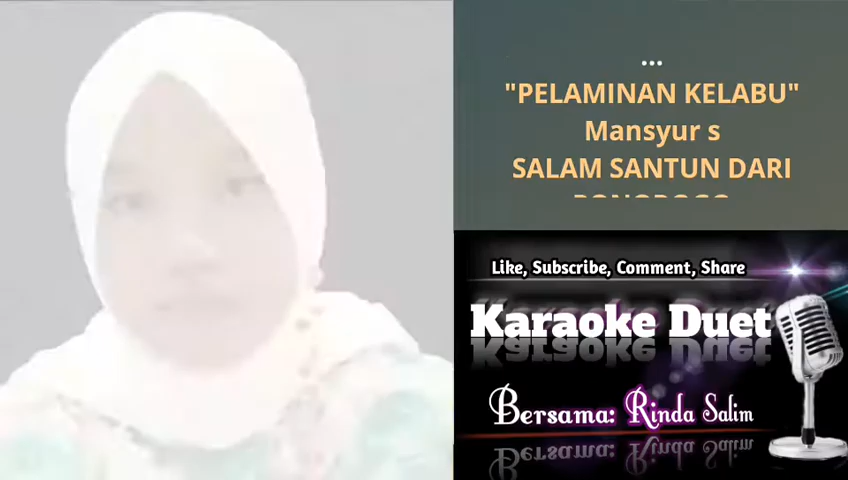 ...
"PELAMINAN KELABU"
Mansyur s
SALAM SANTUN DARI
Like, Subscribe, Comment, Share
Karaoke Duet
Bersama: Rinda Salim